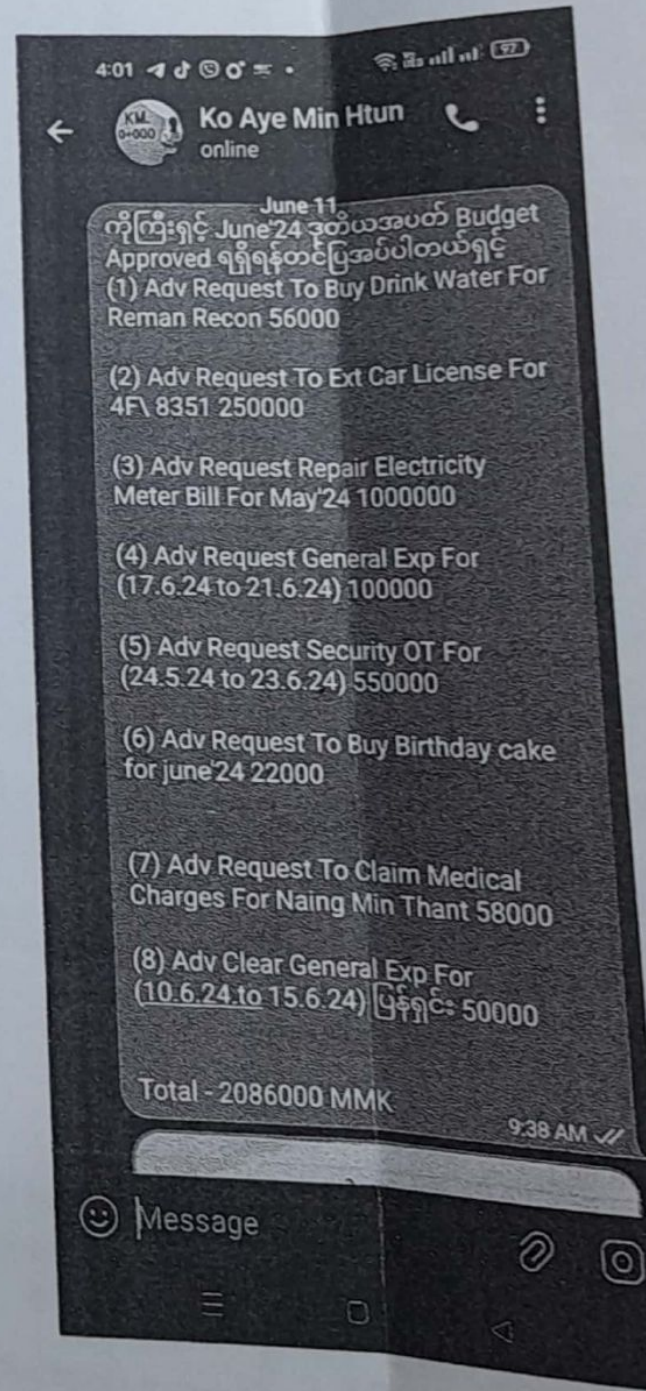 4:01
97
KM.
0+000
Ko Aye Min Htun
online
June 11
ကိုကြီးရှင့် June'24 ဒုတိယအပတ် Budget
Approved ရရှိရန်တင်ပြအပ်ပါတယ်ရှင့်
(1) Adv Request To Buy Drink Water For
Reman Recon 56000
(2) Adv Request To Ext Car License For
4F\ 8351 250000
(3) Adv Request Repair Electricity
Meter Bill For May'24 1000000
(4) Adv Request General Exp For
(17.6.24 to 21.6.24) 100000
(5) Adv Request Security OT For
(24.5.24 to 23.6.24) 550000
(6) Adv Request To Buy Birthday cake
for june'24 22000
(7) Adv Request To Claim Medical
Charges For Naing Min Thant 58000
(8) Adv Clear General Exp For
(10.6.24.to 15.6.24) ပြန်ရှင်း 50000
Total - 2086000 MMK
9:38 AM
Message